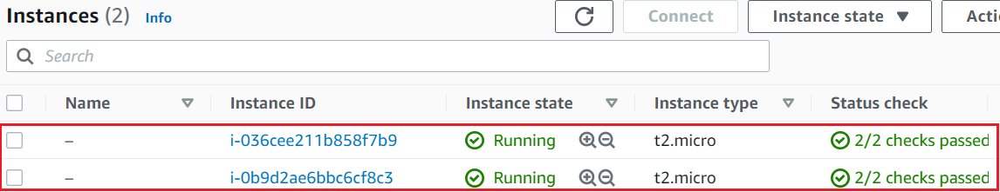 Instances (2) Info Connect Instance state Acti
Search
Name Instance ID Instance state Instance type Status check
– i-036cee211b858f7b9 Running t2.micro 2/2 checks passed
– i-0b9d2ae6bbc6cf8c3 Running t2.micro 2/2 checks passed